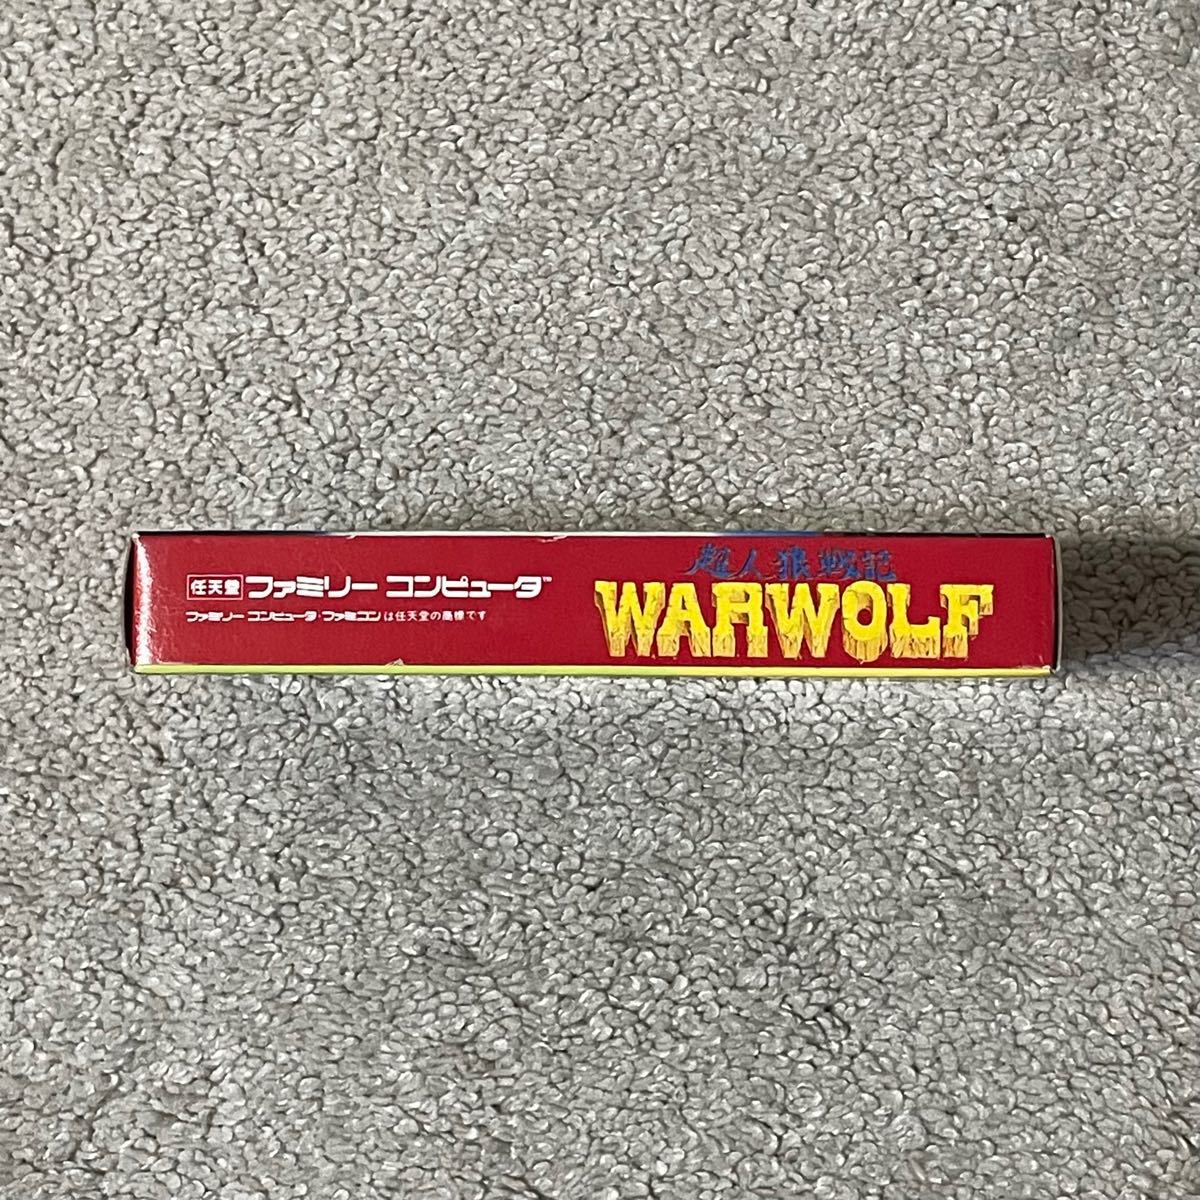 任天堂 ファミリー コンピュータ™
ファミリー コンピュータ・ファミコンは任天堂の商標です
超人狼戦記
WARWOLF